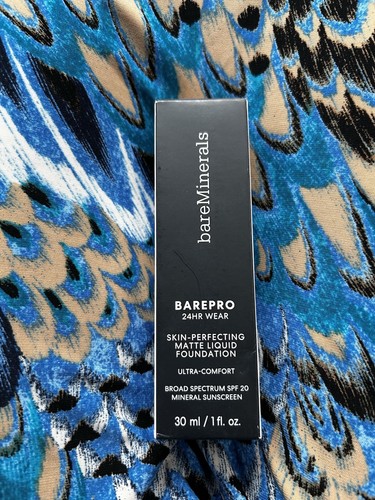 bareMinerals
BAREPRO
24HR WEAR
SKIN-PERFECTING
MATTE LIQUID
FOUNDATION
ULTRA-COMFORT
BROAD SPECTRUM SPF 20
MINERAL SUNSCREEN
30 ml / 1 fl. oz.